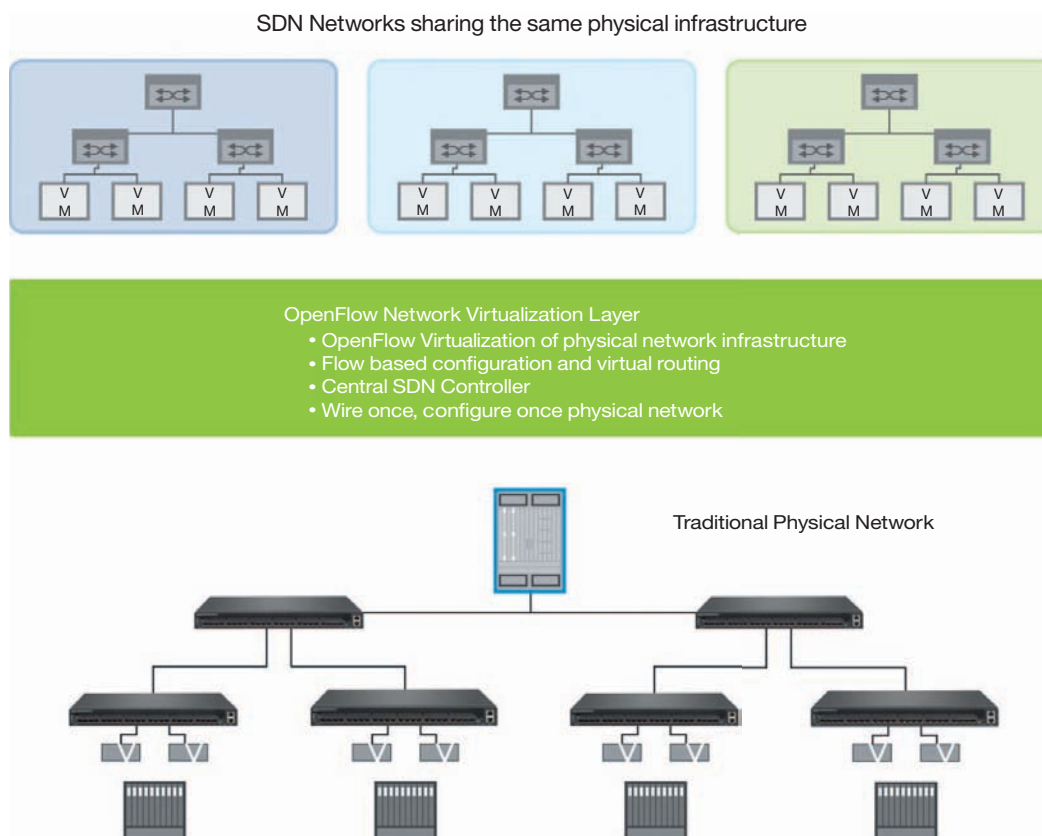 SDN Networks sharing the same physical infrastructure
V M V M V M V M
V M V M V M V M
V M V M V M V M
OpenFlow Network Virtualization Layer
• OpenFlow Virtualization of physical network infrastructure
• Flow based configuration and virtual routing
• Central SDN Controller
• Wire once, configure once physical network
Traditional Physical Network
V V V V V V V V